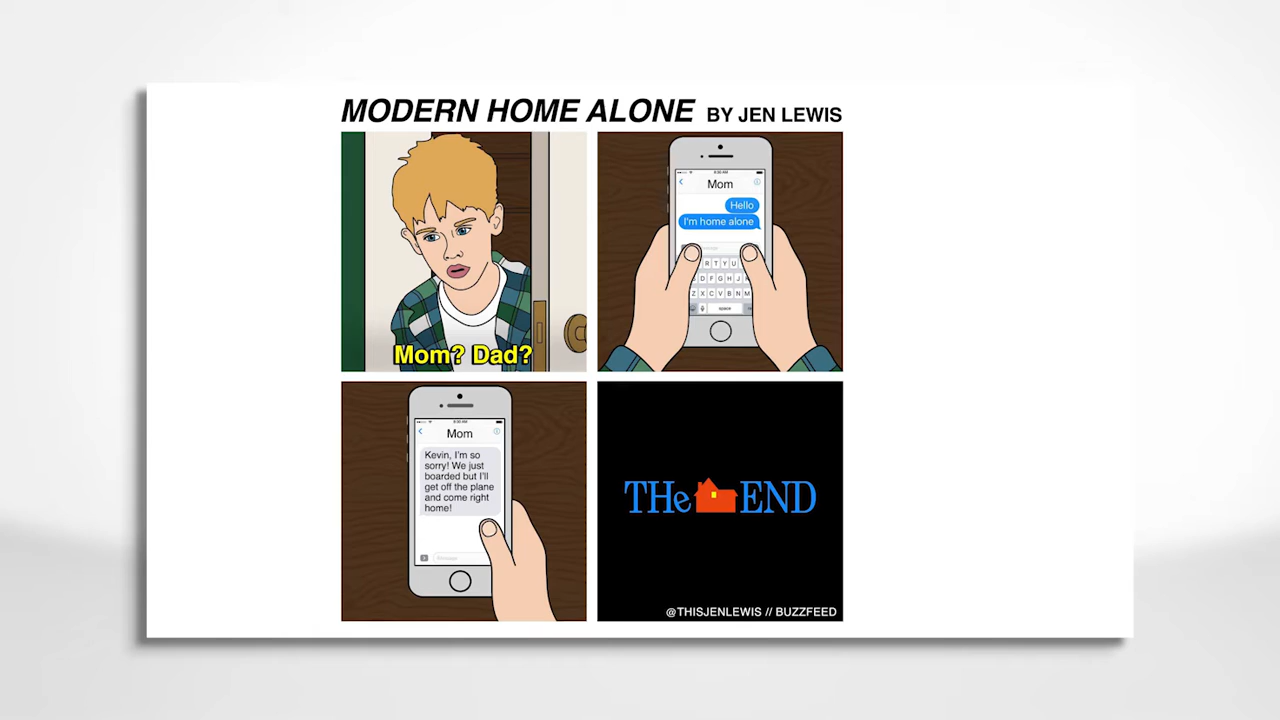 MODERN HOME ALONE BY JEN LEWIS
Mom? Dad?
Mom
Hello
I'm home alone
R T Y U
D F G H J
Z X C V B N M
space
Mom
Kevin, I'm so
sorry! We just
boarded but I'll
get off the plane
and come right
home!
THe END
@THISJENLEWIS // BUZZFEED